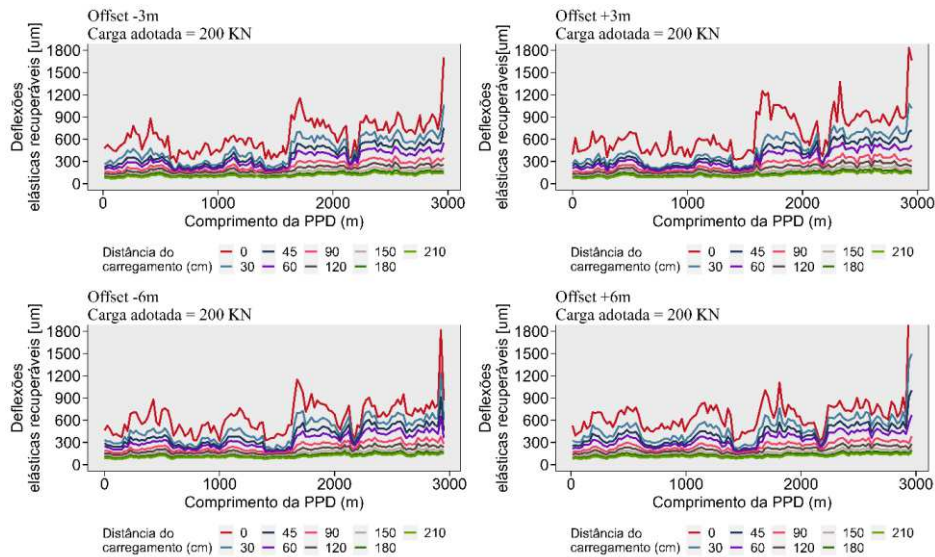 Offset -3m
Carga adotada = 200 KN
Deflexões
elásticas recuperáveis [um]
1800
1500
1200
900
600
300
0
0 1000 2000 3000
Comprimento da PPD (m)
Distância do
carregamento (cm)
0 45 90 150 210
30 60 120 180
Offset +3m
Carga adotada = 200 KN
Deflexões
elásticas recuperáveis[um]
1800
1500
1200
900
600
300
0
0 1000 2000 3000
Comprimento da PPD (m)
Distância do
carregamento (cm)
0 45 90 150 210
30 60 120 180
Offset -6m
Carga adotada = 200 KN
Deflexões
elásticas recuperáveis [um]
1800
1500
1200
900
600
300
0
0 1000 2000 3000
Comprimento da PPD (m)
Distância do
carregamento (cm)
0 45 90 150 210
30 60 120 180
Offset +6m
Carga adotada = 200 KN
Deflexões
elásticas recuperáveis [um]
1800
1500
1200
900
600
300
0
0 1000 2000 3000
Comprimento da PPD (m)
Distância do
carregamento (cm)
0 45 90 150 210
30 60 120 180